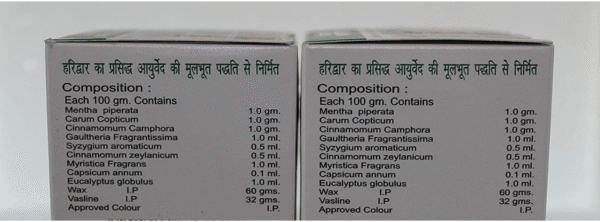 हरिद्वार का प्रसिद्ध आयुर्वेद की मूलभूत पद्धति से निर्मित
Composition :
Each 100 gm. Contains
Mentha piperata 1.0 gm.
Carum Copticum 1.0 gm.
Cinnamomum Camphora 1.0 gm.
Gaultheria Fragrantissima 1.0 ml.
Syzygium aromaticum 0.5 ml.
Cinnamomum zeylanicum 0.5 ml.
Myristica Fragrans 1.0 ml.
Capsicum annum 0.1 ml.
Eucalyptus globulus 1.0 ml.
Wax I.P 60 gms.
Vasline I.P 32 gms.
Approved Colour I.P.
हरिद्वार का प्रसिद्ध आयुर्वेद की मूलभूत पद्धति से निर्मित
Composition :
Each 100 gm. Contains
Mentha piperata 1.0 gm.
Carum Copticum 1.0 gm.
Cinnamomum Camphora 1.0 gm.
Gaultheria Fragrantissima 1.0 ml.
Syzygium aromaticum 0.5 ml.
Cinnamomum zeylanicum 0.5 ml.
Myristica Fragrans 1.0 ml.
Capsicum annum 0.1 ml.
Eucalyptus globulus 1.0 ml.
Wax I.P 60 gms.
Vasline I.P 32 gms.
Approved Colour I.P.